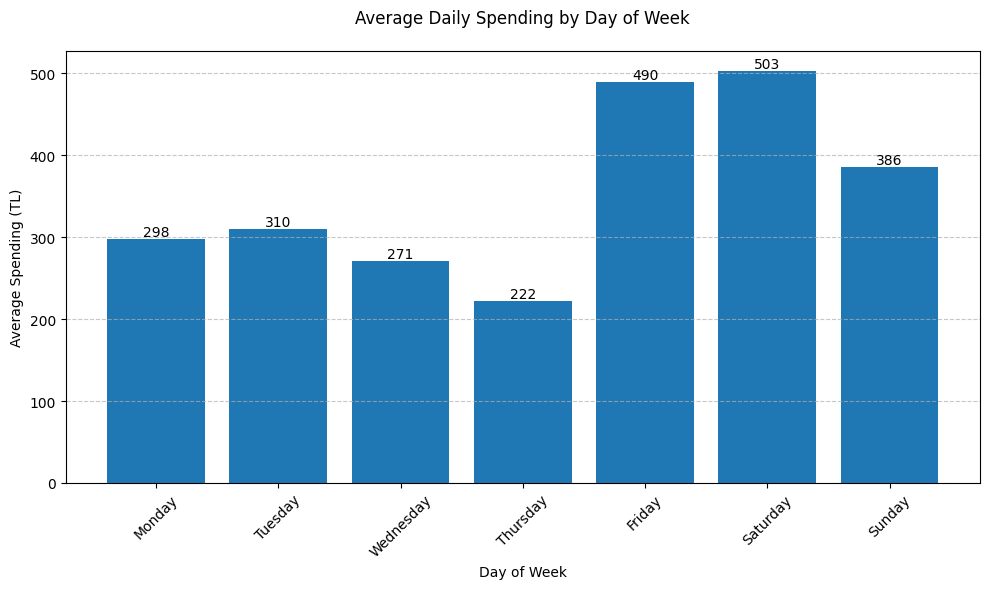 Average Daily Spending by Day of Week
Average Spending (TL)
500
400
300
200
100
0
298
310
271
222
490
503
386
Monday
Tuesday
Wednesday
Thursday
Friday
Saturday
Sunday
Day of Week